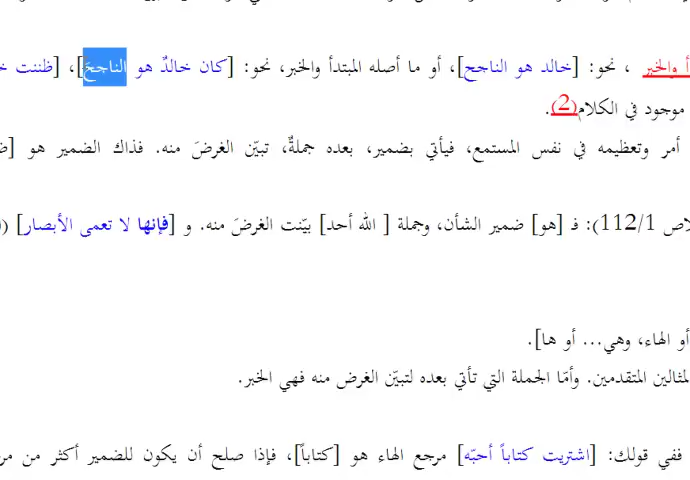 أ والخبر ، نحو: [خالد هو الناجح]، أو ما أصله المبتدأ والخبر، نحو: [كان خالدٌ هو الناجحَ]، [ظننت
موجود في الكلام(2).
أمر وتعظيمه في نفس المستمع، فيأتي بضمير، بعده جملةٌ، تبيّن الغرضَ منه. فذاك الضمير هو
لاص 112/1): فـ [هو] ضمير الشأن، وجملة [ الله أحد] بيّنت الغرضَ منه. و [فإنها لا تعمى الأبصار]
أو الهاء، وهي... أو ها].
لمثالين المتقدمين. وأمّا الجملة التي تأتي بعده لتبيّن الغرض منه فهي الخبر.
ففي قولك: [اشتريت كتاباً أحبّه] مرجع الهاء هو [كتاباً]، فإذا صلح أن يكون للضمير أكثر من